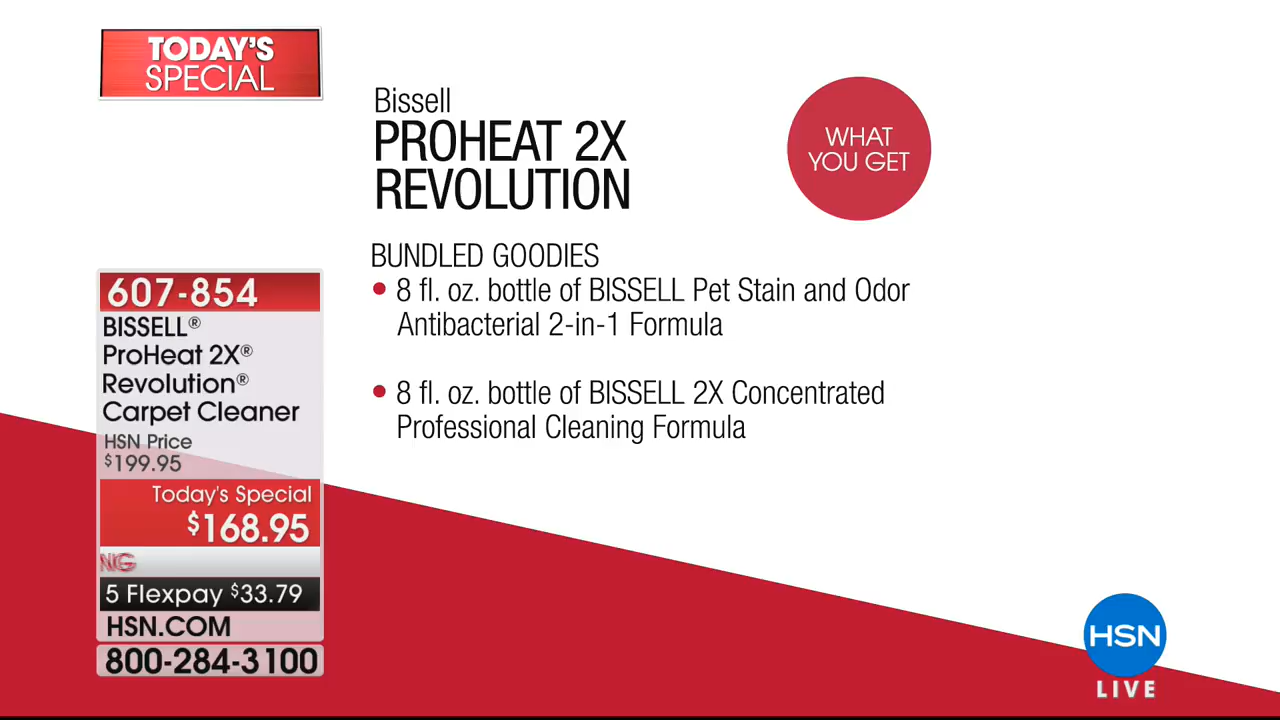 TODAY'S
SPECIAL
Bissell
PROHEAT 2X
REVOLUTION
WHAT
YOU GET
BUNDLED GOODIES
• 8 fl. oz. bottle of BISSELL Pet Stain and Odor
Antibacterial 2-in-1 Formula
• 8 fl. oz. bottle of BISSELL 2X Concentrated
Professional Cleaning Formula
607-854
BISSELL®
ProHeat 2X®
Revolution®
Carpet Cleaner
HSN Price
$199.95
Today's Special
$168.95
NG
5 Flexpay $33.79
HSN.COM
800-284-3100
HSN
LIVE